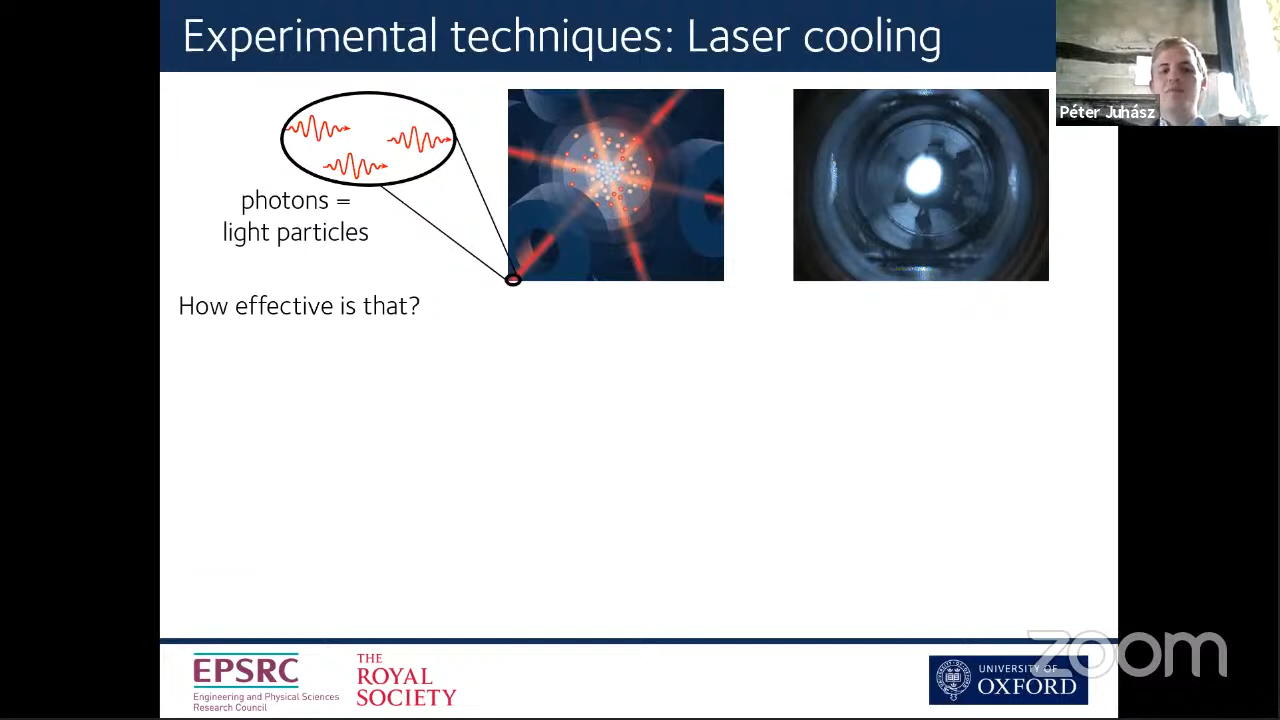 Experimental techniques: Laser cooling
Péter Juhász
photons =
light particles
How effective is that?
EPSRC
Engineering and Physical Sciences
Research Council
THE
ROYAL
SOCIETY
UNIVERSITY OF
OXFORD
zoom